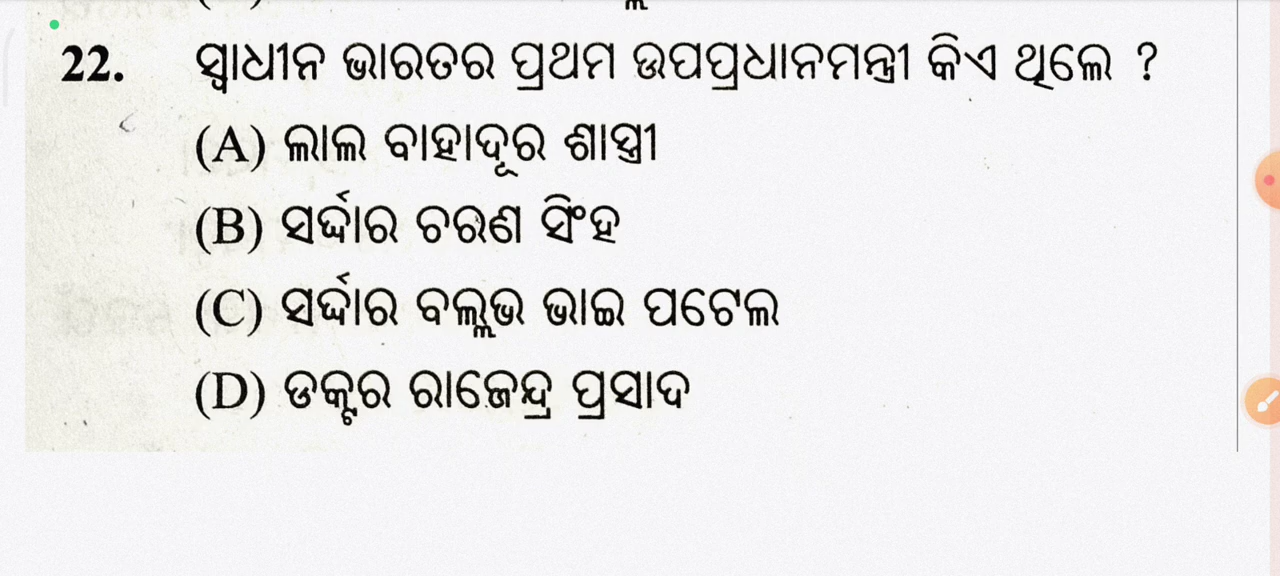 22. ସ୍ୱାଧୀନ ଭାରତର ପ୍ରଥମ ଉପପ୍ରଧାନମନ୍ତ୍ରୀ କିଏ ଥିଲେ ?
(A) ଲାଲ ବାହାଦୂର ଶାସ୍ତ୍ରୀ
(B) ସର୍ଦ୍ଦାର ଚରଣ ସିଂହ
(C) ସର୍ଦ୍ଦାର ବଲ୍ଲଭ ଭାଇ ପଟେଲ
(D) ଡକ୍ଟର ରାଜେନ୍ଦ୍ର ପ୍ରସାଦ